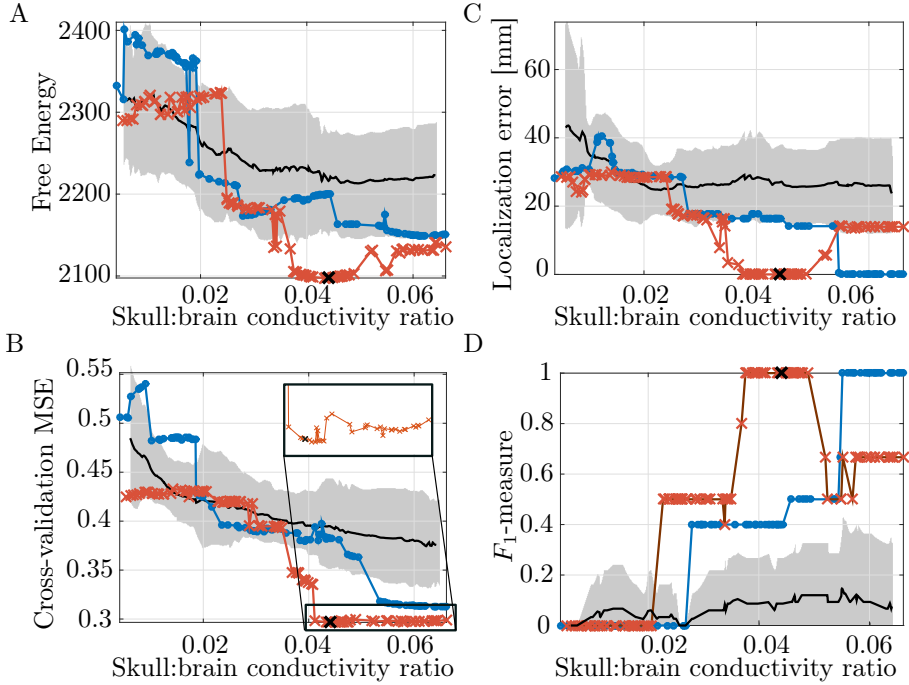 A
Free Energy
2400
2300
2200
2100
0.02
0.04
0.06
Skull:brain conductivity ratio
C
Localization error [mm]
60
40
20
0
0.02
0.04
0.06
Skull:brain conductivity ratio
B
Cross-validation MSE
0.55
0.5
0.45
0.4
0.35
0.3
0.02
0.04
0.06
Skull:brain conductivity ratio
D
F1-measure
1
0.8
0.6
0.4
0.2
0
0.02
0.04
0.06
Skull:brain conductivity ratio